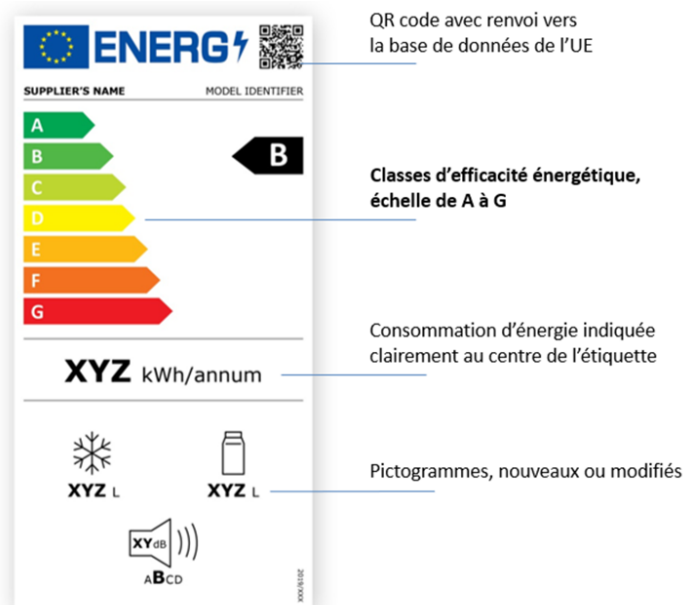 ENERG
SUPPLIER'S NAME MODEL IDENTIFIER
A
B
C
D
E
F
G
B
XYZ kWh/annum
XYZ L
XYZ L
XY dB
ABCD
2019/XXX
QR code avec renvoi vers
la base de données de l'UE
Classes d'efficacité énergétique,
échelle de A à G
Consommation d'énergie indiquée
clairement au centre de l'étiquette
Pictogrammes, nouveaux ou modifiés